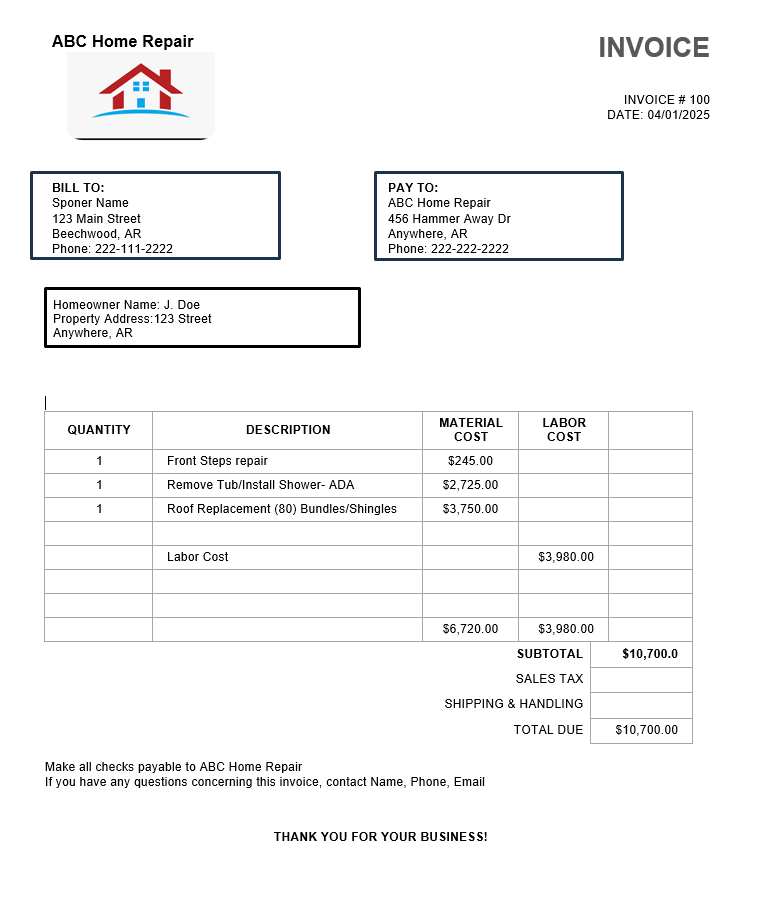 ABC Home Repair
INVOICE
INVOICE # 100
DATE: 04/01/2025
BILL TO:
Sponer Name
123 Main Street
Beechwood, AR
Phone: 222-111-2222
PAY TO:
ABC Home Repair
456 Hammer Away Dr
Anywhere, AR
Phone: 222-222-2222
Homeowner Name: J. Doe
Property Address:123 Street
Anywhere, AR
QUANTITY DESCRIPTION MATERIAL COST LABOR COST
1 Front Steps repair $245.00
1 Remove Tub/Install Shower- ADA $2,725.00
1 Roof Replacement (80) Bundles/Shingles $3,750.00
Labor Cost $3,980.00
$6,720.00 $3,980.00
SUBTOTAL $10,700.0
SALES TAX
SHIPPING & HANDLING
TOTAL DUE $10,700.00
Make all checks payable to ABC Home Repair
If you have any questions concerning this invoice, contact Name, Phone, Email
THANK YOU FOR YOUR BUSINESS!